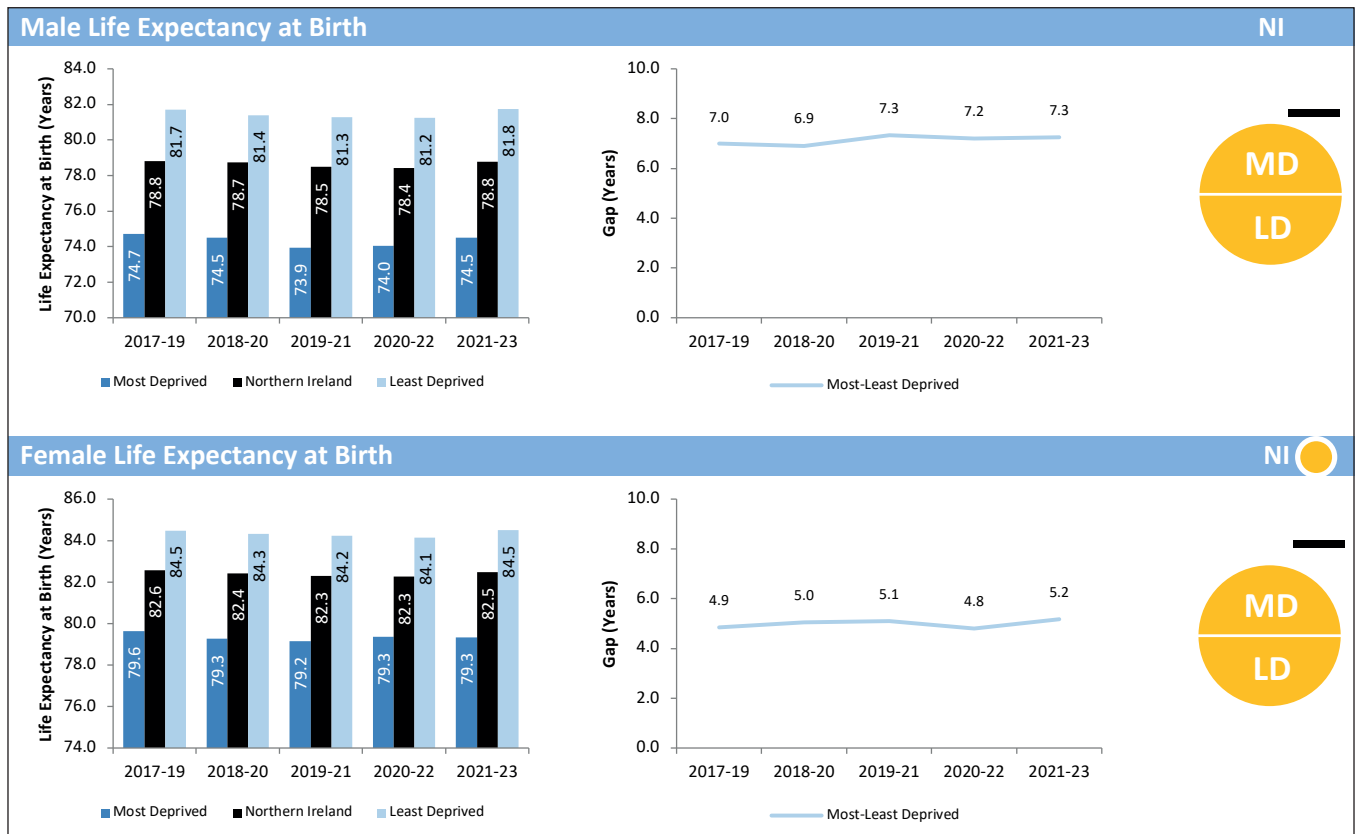 Male Life Expectancy at Birth NI
Life Expectancy at Birth (Years)
84.0
82.0
80.0
78.0
76.0
74.0
72.0
70.0
74.7 78.8 81.7
74.5 78.7 81.4
73.9 78.5 81.3
74.0 78.4 81.2
74.5 78.8 81.8
2017-19 2018-20 2019-21 2020-22 2021-23
Most Deprived Northern Ireland Least Deprived
Gap (Years)
10.0
8.0
6.0
4.0
2.0
0.0
7.0 6.9 7.3 7.2 7.3
2017-19 2018-20 2019-21 2020-22 2021-23
Most-Least Deprived
MD
LD
Female Life Expectancy at Birth NI
Life Expectancy at Birth (Years)
86.0
84.0
82.0
80.0
78.0
76.0
74.0
79.6 82.6 84.5
79.3 82.4 84.3
79.2 82.3 84.2
79.3 82.3 84.1
79.3 82.5 84.5
2017-19 2018-20 2019-21 2020-22 2021-23
Most Deprived Northern Ireland Least Deprived
Gap (Years)
10.0
8.0
6.0
4.0
2.0
0.0
4.9 5.0 5.1 4.8 5.2
2017-19 2018-20 2019-21 2020-22 2021-23
Most-Least Deprived
MD
LD